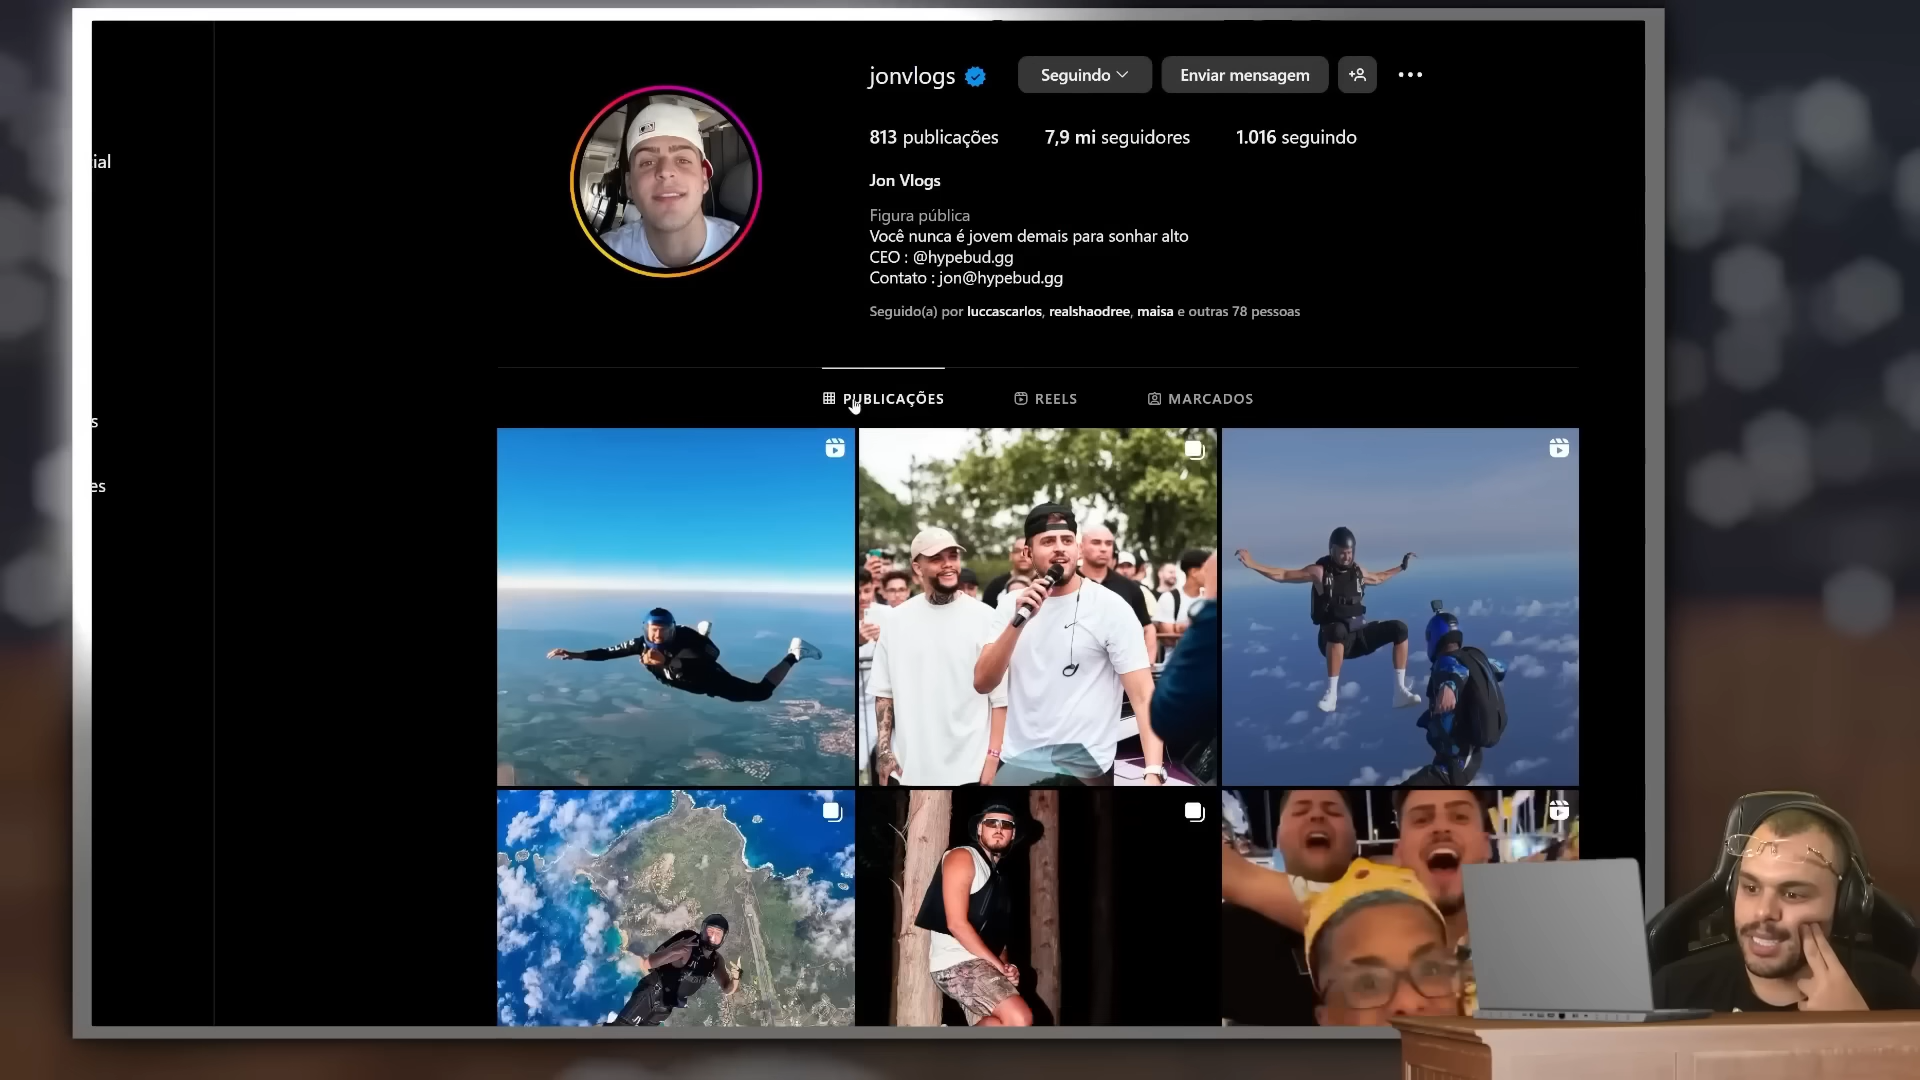 jonvlogs
Seguindo
Enviar mensagem
813 publicações
7,9 mi seguidores
1.016 seguindo
Jon Vlogs
Figura pública
Você nunca é jovem demais para sonhar alto
CEO : @hypebud.gg
Contato : jon@hypebud.gg
Seguido(a) por luccascarlos, realshaodree, maisa e outras 78 pessoas
PUBLICAÇÕES
REELS
MARCADOS